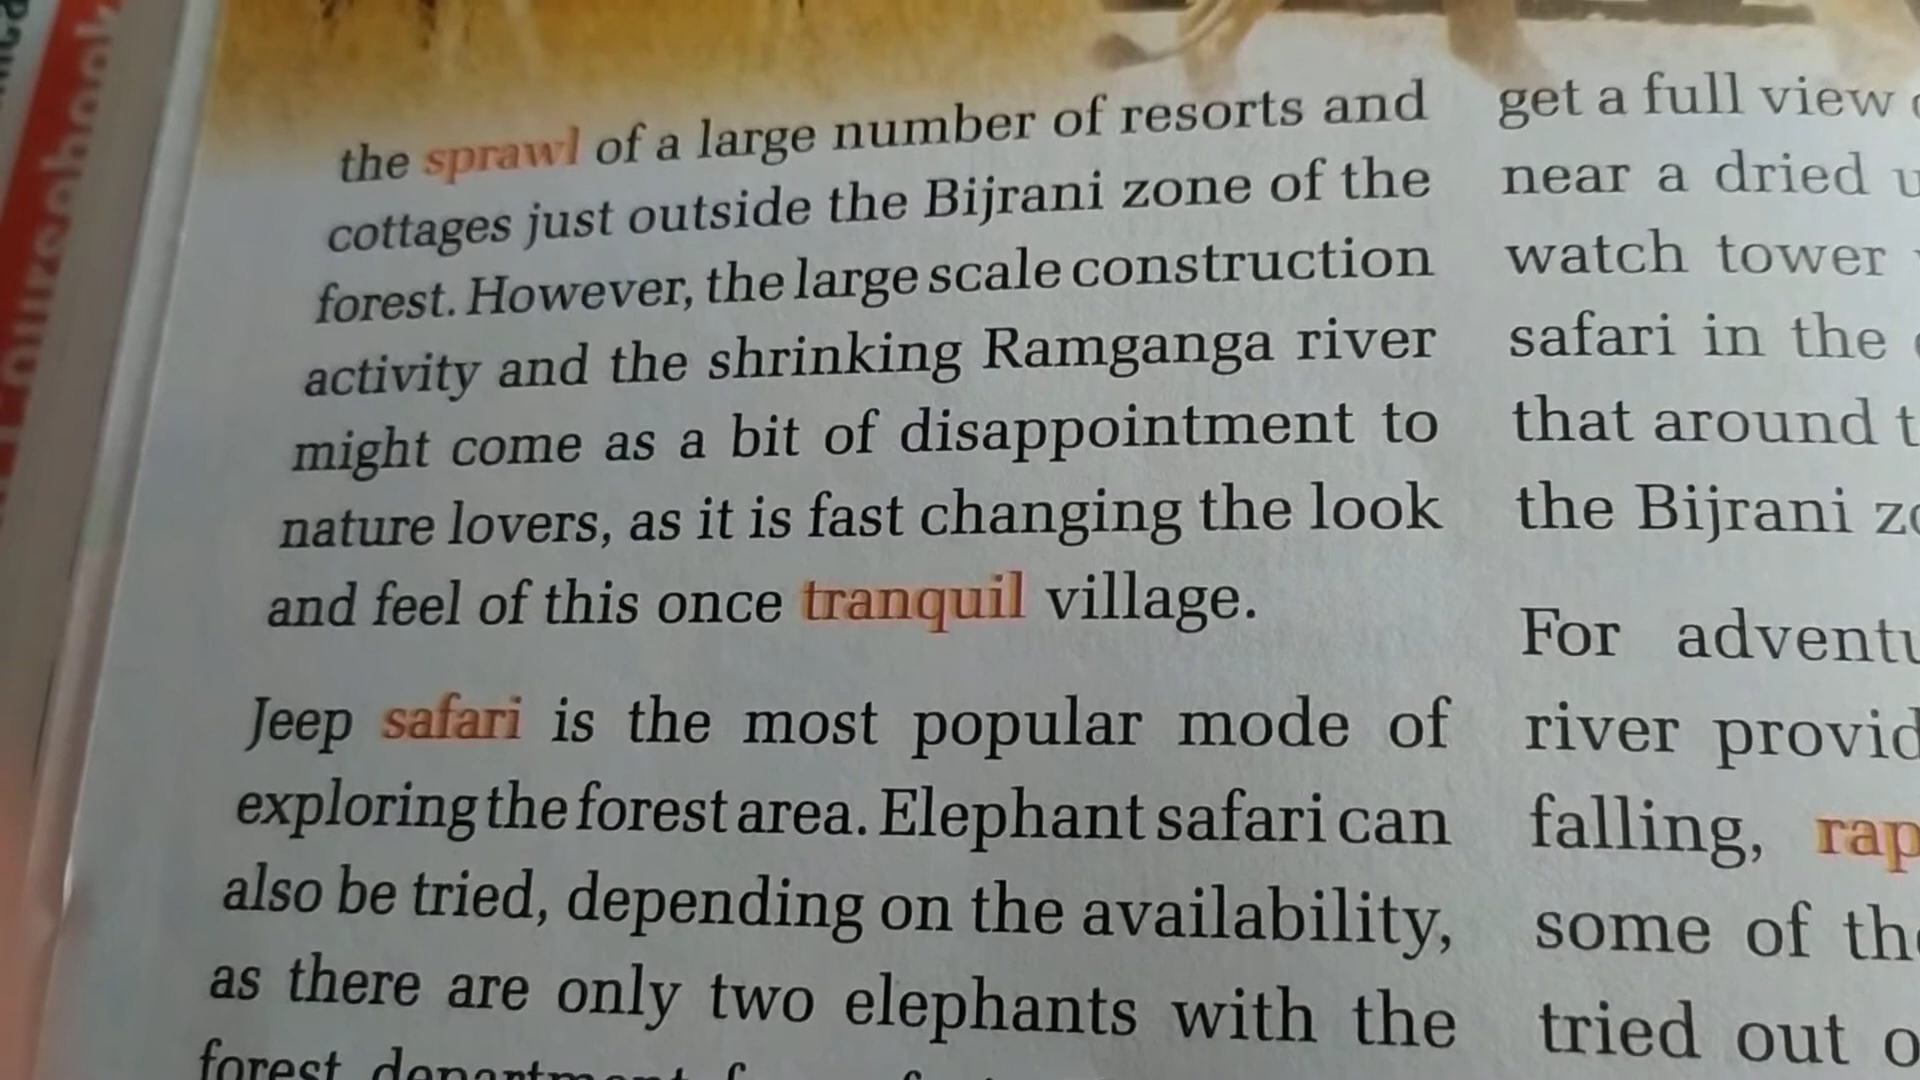 the sprawl of a large number of resorts and
cottages just outside the Bijrani zone of the
forest. However, the large scale construction
activity and the shrinking Ramganga river
might come as a bit of disappointment to
nature lovers, as it is fast changing the look
and feel of this once tranquil village.
Jeep safari is the most popular mode of
exploring the forest area. Elephant safari can
also be tried, depending on the availability,
as there are only two elephants with the
forest department
get a full view
near a dried
watch tower
safari in the
that around
the Bijrani
For
river
falling,
some of
tried out